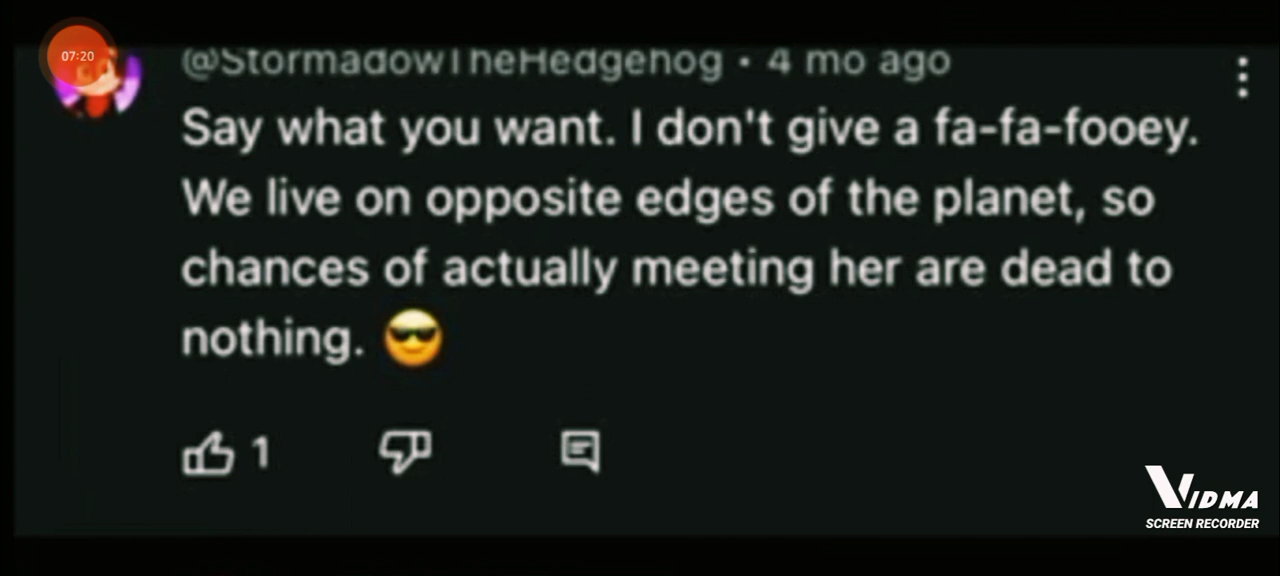 07:20
@StormadowTheHedgehog • 4 mo ago
Say what you want. I don't give a fa-fa-fooey.
We live on opposite edges of the planet, so
chances of actually meeting her are dead to
nothing. 😎
1
VIDMA
SCREEN RECORDER